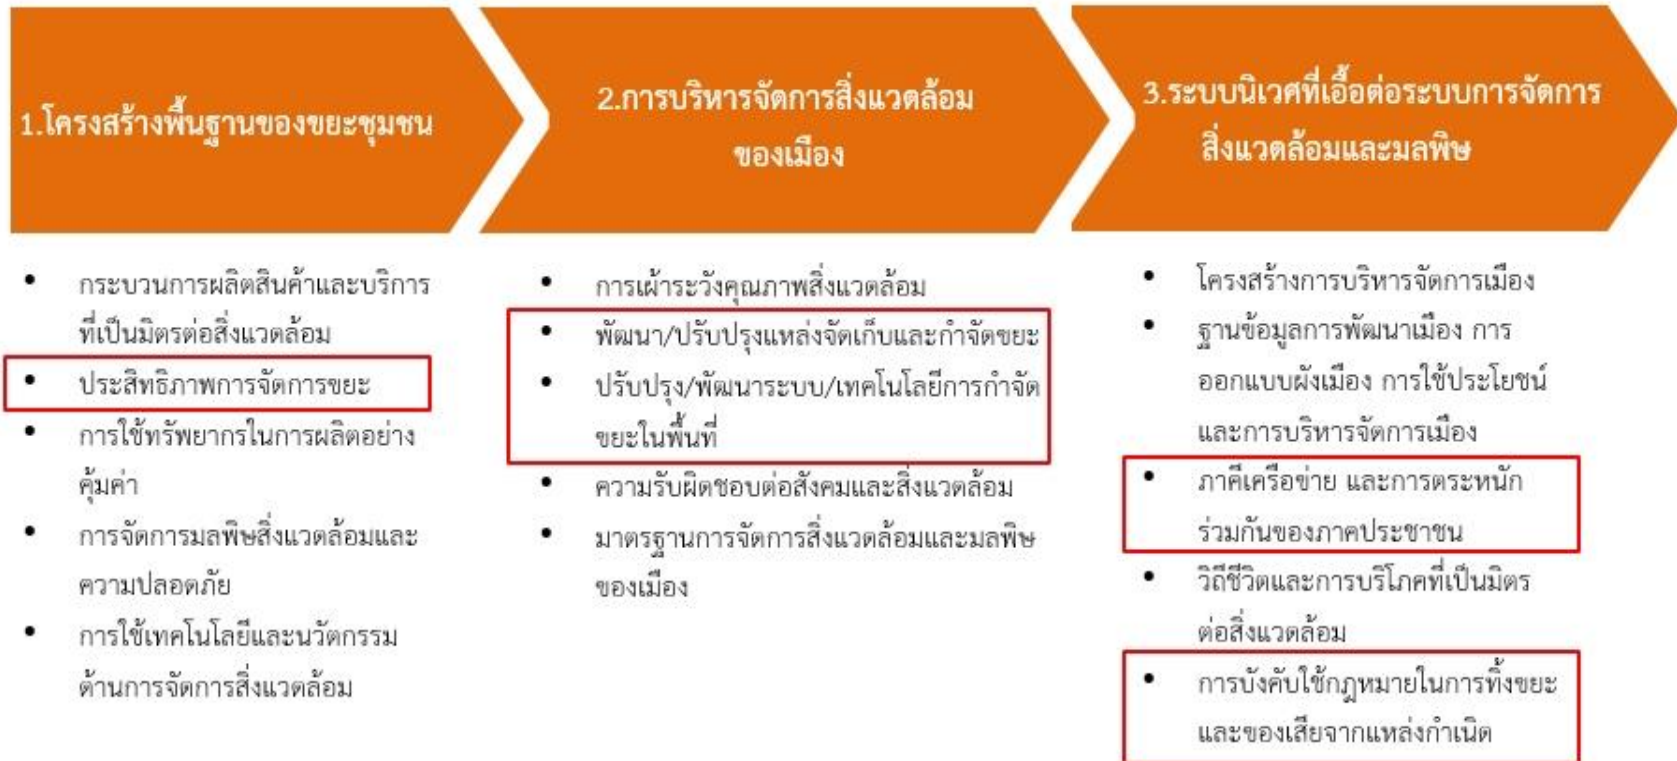 1.โครงสร้างพื้นฐานของขยะชุมชน
2.การบริหารจัดการสิ่งแวดล้อม
ของเมือง
3.ระบบนิเวศที่เอื้อต่อระบบการจัดการ
สิ่งแวดล้อมและมลพิษ
• กระบวนการผลิตสินค้าและบริการ
ที่เป็นมิตรต่อสิ่งแวดล้อม
• ประสิทธิภาพการจัดการขยะ
• การใช้ทรัพยากรในการผลิตอย่าง
คุ้มค่า
• การจัดการมลพิษสิ่งแวดล้อมและ
ความปลอดภัย
• การใช้เทคโนโลยีและนวัตกรรม
ด้านการจัดการสิ่งแวดล้อม
• การเฝ้าระวังคุณภาพสิ่งแวดล้อม
• พัฒนา/ปรับปรุงแหล่งจัดเก็บและกำจัดขยะ
• ปรับปรุง/พัฒนาระบบ/เทคโนโลยีการกำจัด
ขยะในพื้นที่
• ความรับผิดชอบต่อสังคมและสิ่งแวดล้อม
• มาตรฐานการจัดการสิ่งแวดล้อมและมลพิษ
ของเมือง
• โครงสร้างการบริหารจัดการเมือง
• ฐานข้อมูลการพัฒนาเมือง การ
ออกแบบผังเมือง การใช้ประโยชน์
และการบริหารจัดการเมือง
• ภาคีเครือข่าย และการตระหนัก
ร่วมกันของภาคประชาชน
• วิถีชีวิตและการบริโภคที่เป็นมิตร
ต่อสิ่งแวดล้อม
• การบังคับใช้กฎหมายในการทิ้งขยะ
และของเสียจากแหล่งกำเนิด